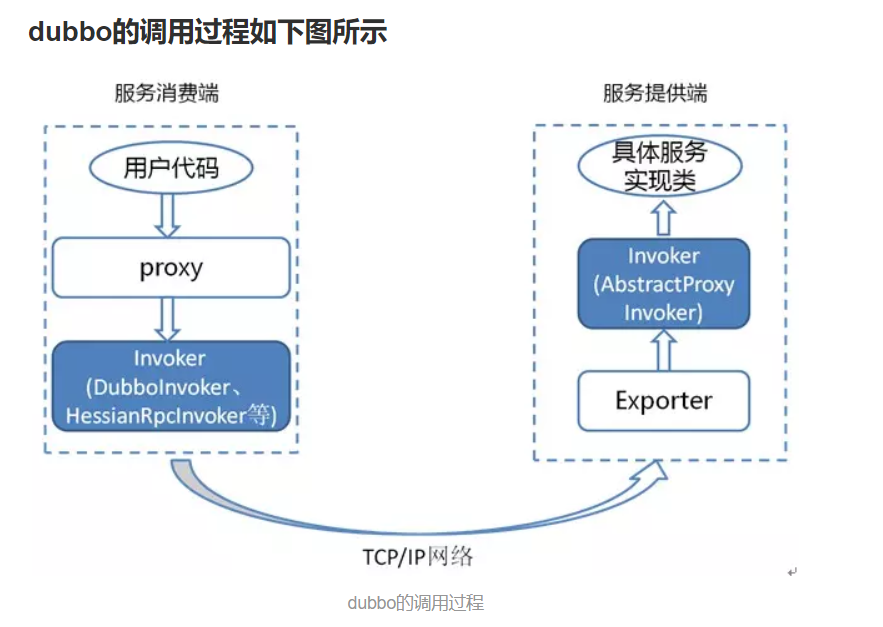 dubbo的调用过程如下图所示
服务消费端
服务提供端
用户代码
proxy
Invoker
(DubboInvoker、
HessianRpcInvoker等)
具体服务
实现类
Invoker
(AbstractProxy
Invoker)
Exporter
TCP/IP网络
dubbo的调用过程